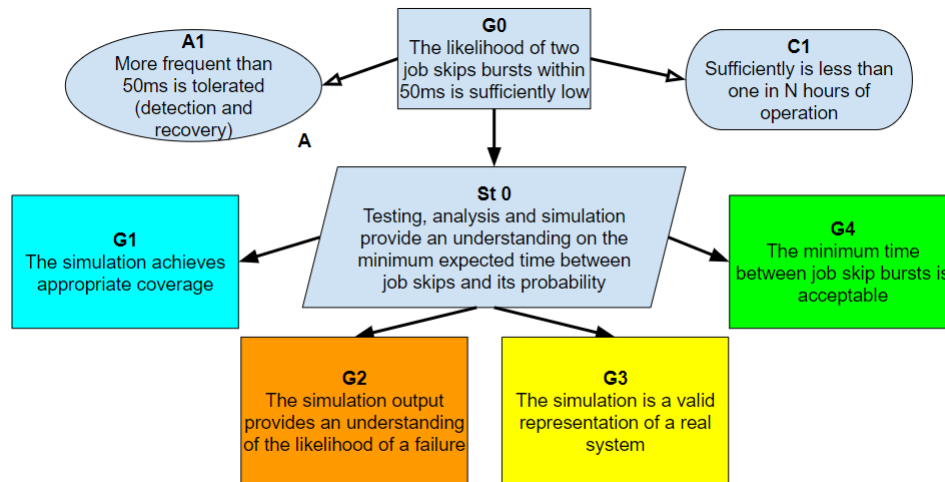 G0
The likelihood of two
job skips bursts within
50ms is sufficiently low
A1
More frequent than
50ms is tolerated
(detection and
recovery)
A
C1
Sufficiently is less than
one in N hours of
operation
St 0
Testing, analysis and simulation
provide an understanding on the
minimum expected time between
job skips and its probability
G1
The simulation achieves
appropriate coverage
G4
The minimum time
between job skip bursts is
acceptable
G2
The simulation output
provides an understanding
of the likelihood of a failure
G3
The simulation is a valid
representation of a real
system